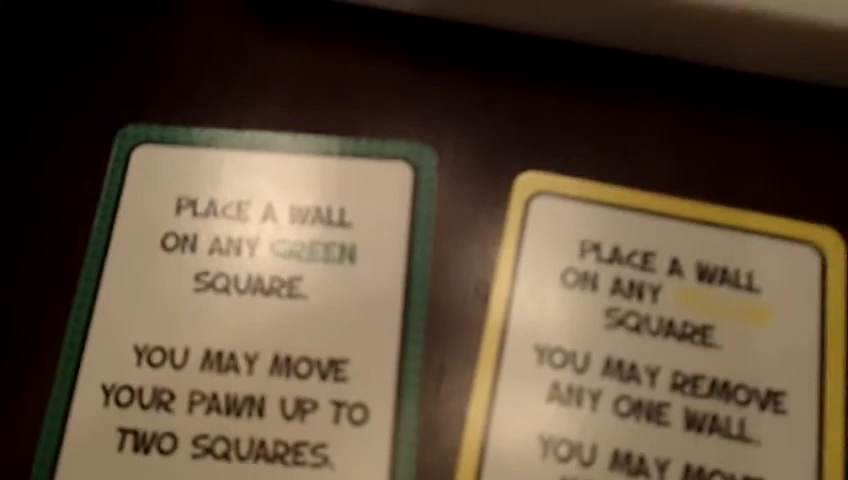 PLACE A WALL
ON ANY GREEN
SQUARE.
YOU MAY MOVE
YOUR PAWN UP TO
TWO SQUARES.
PLACE A WALL
ON ANY
SQUARE.
YOU MAY REMOVE
ANY ONE WALL.
YOU MAY MOVE